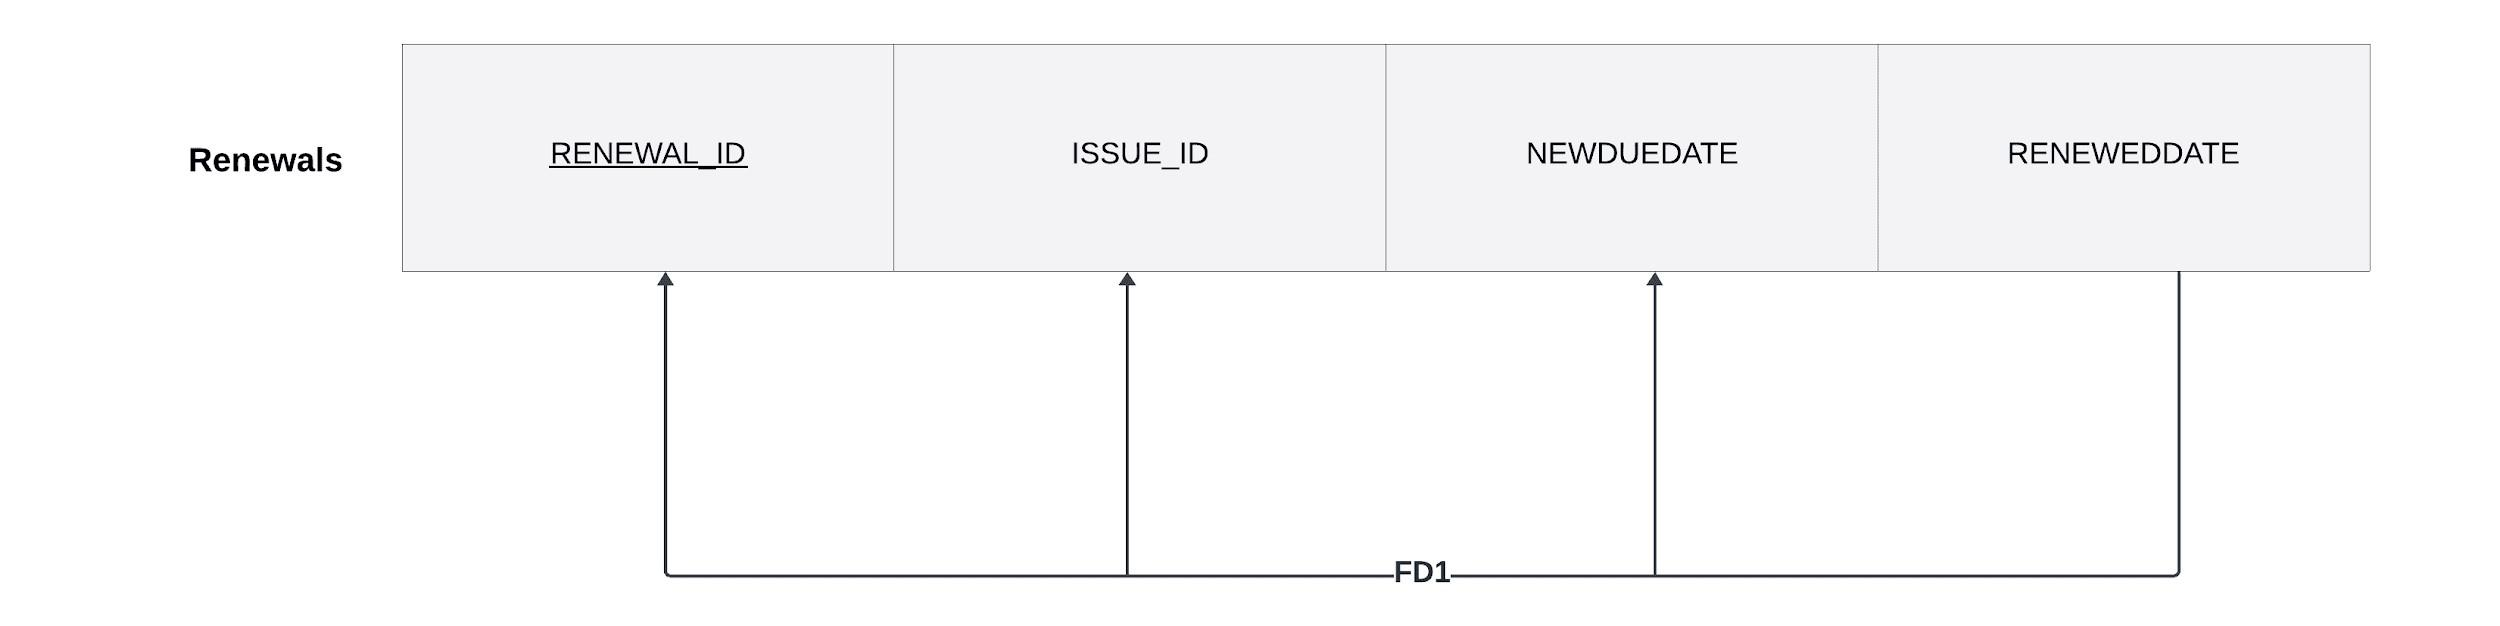 Renewals
RENEWAL_ID
ISSUE_ID
NEWDUEDATE
RENEWEDDATE
FD1